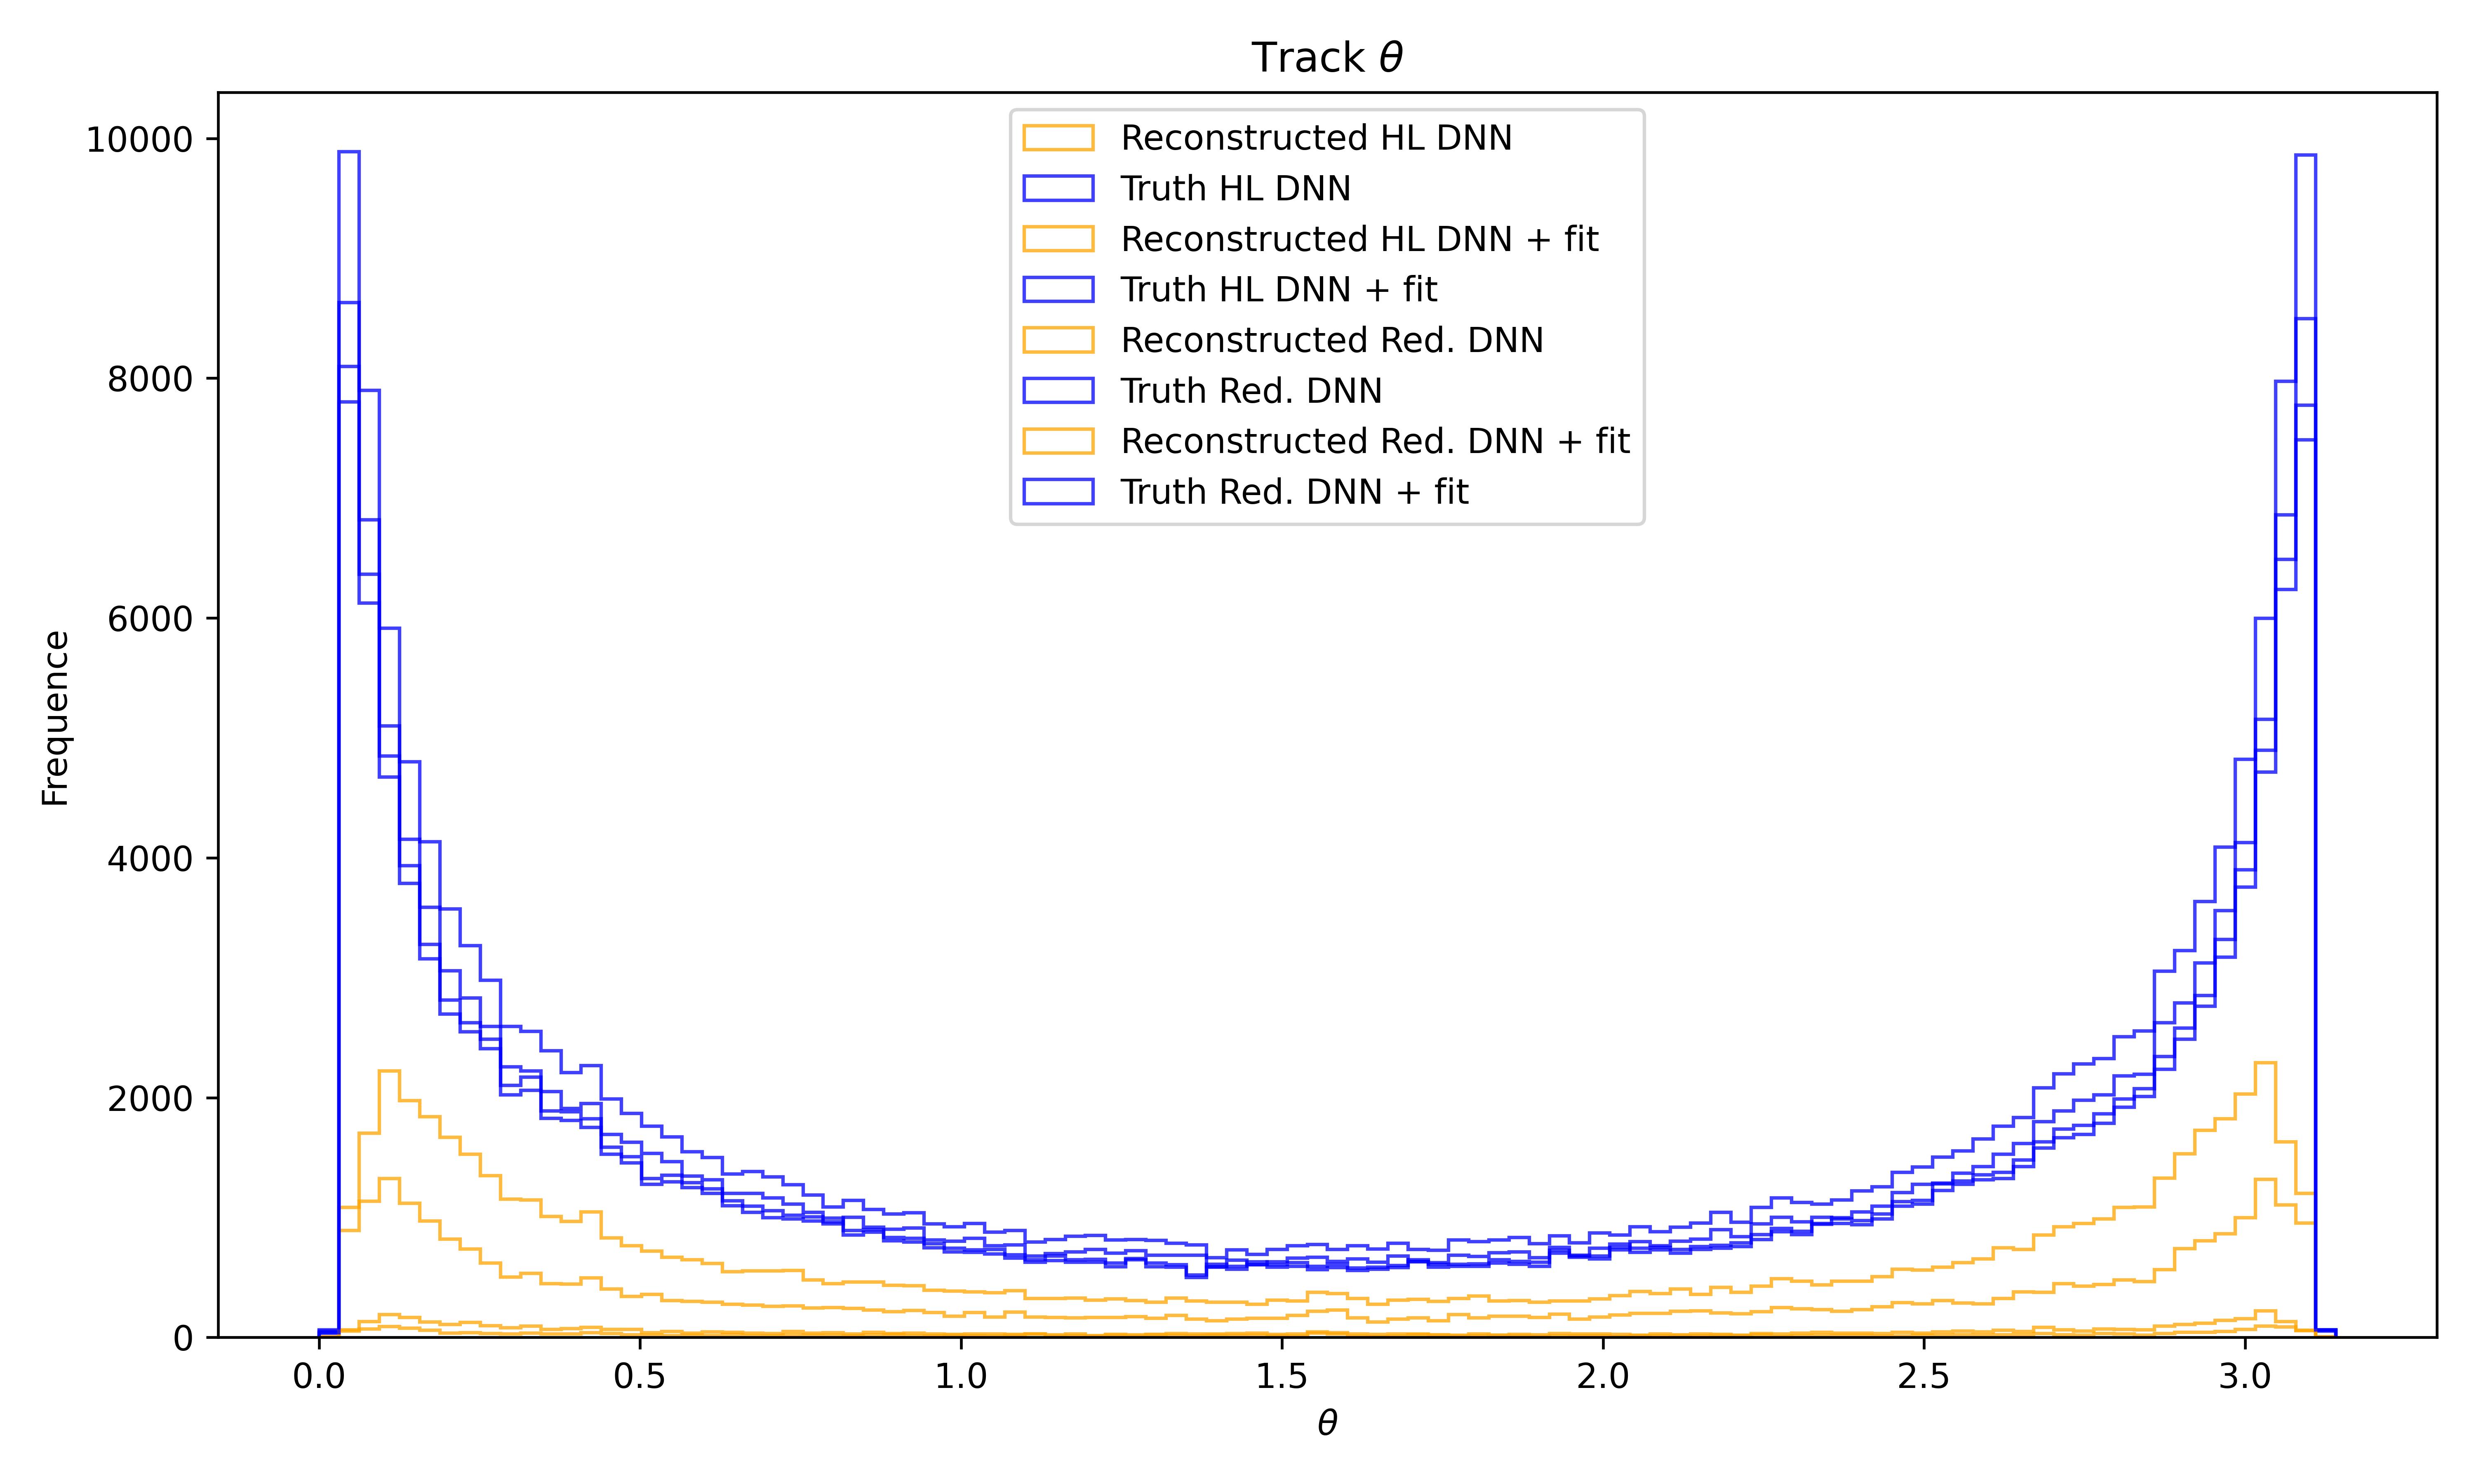 Track θ
Reconstructed HL DNN
Truth HL DNN
Reconstructed HL DNN + fit
Truth HL DNN + fit
Reconstructed Red. DNN
Truth Red. DNN
Reconstructed Red. DNN + fit
Truth Red. DNN + fit
Frequence
10000
8000
6000
4000
2000
0
0.0 0.5 1.0 1.5 2.0 2.5 3.0
θ